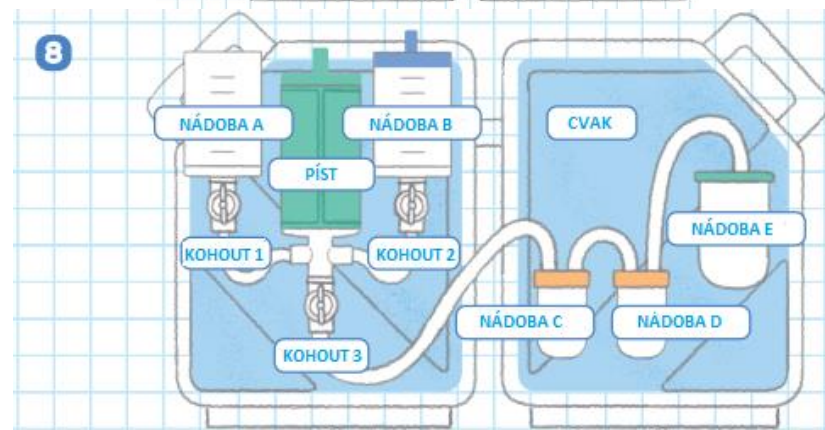 8
NÁDOBA A
NÁDOBA B
CVAK
PÍST
NÁDOBA E
KOHOUT 1
KOHOUT 2
NÁDOBA C
NÁDOBA D
KOHOUT 3